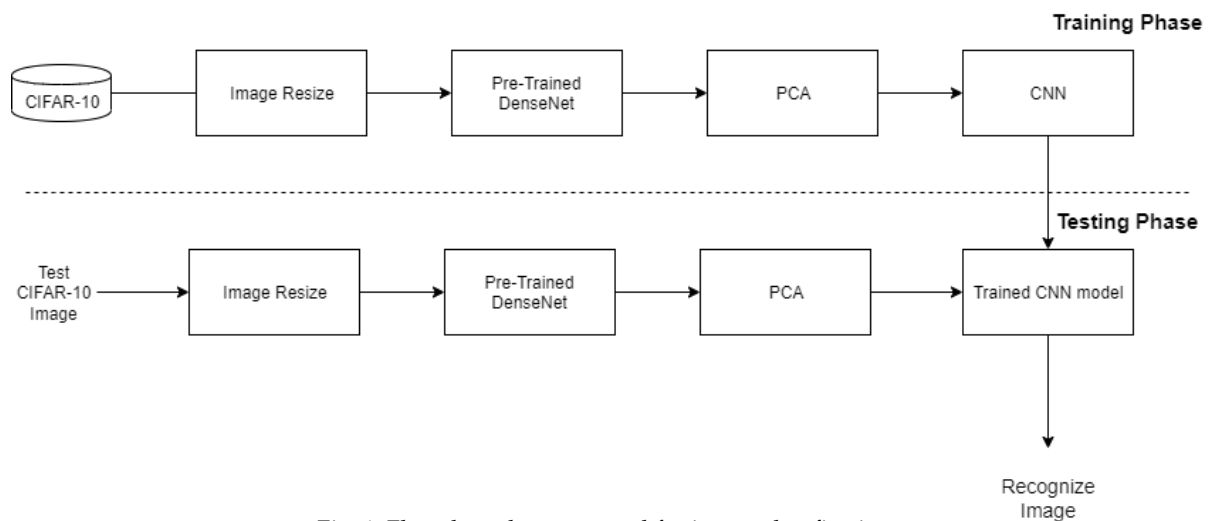 Training Phase
CIFAR-10
Image Resize
Pre-Trained
DenseNet
PCA
CNN
Testing Phase
Test
CIFAR-10
Image
Image Resize
Pre-Trained
DenseNet
PCA
Trained CNN model
Recognize
Image